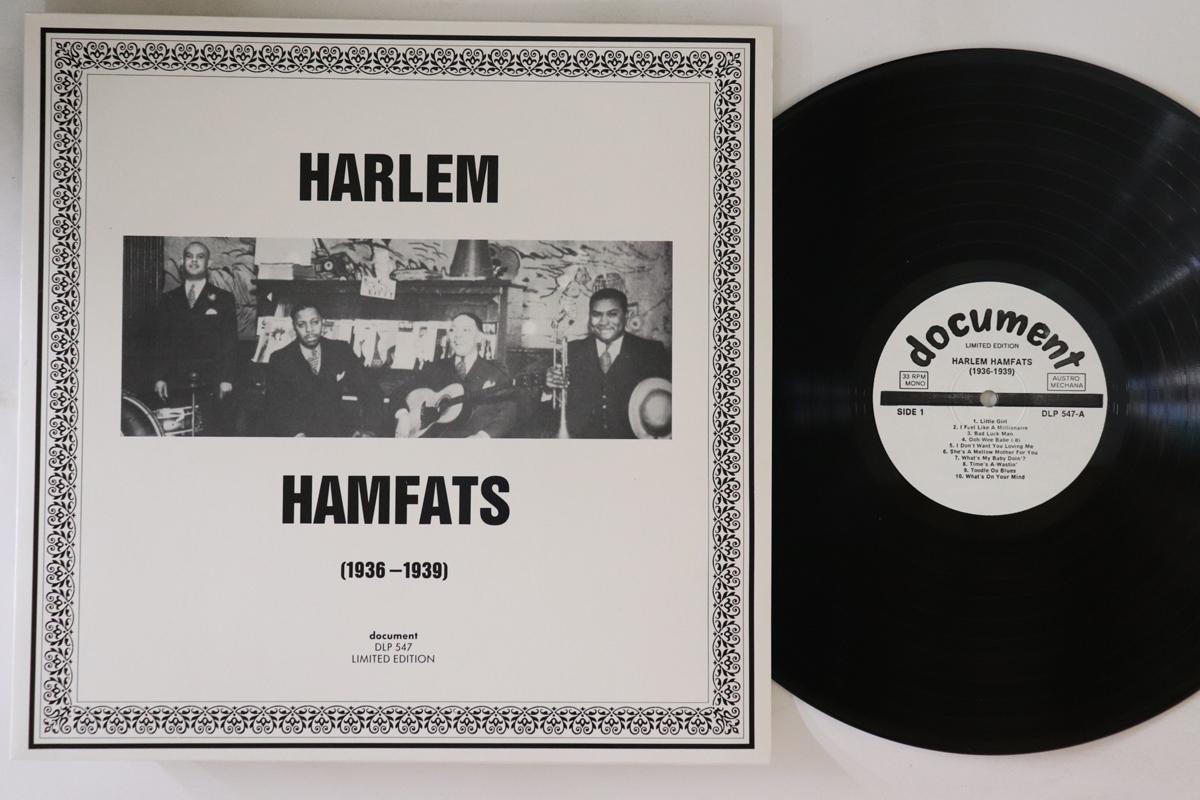 HARLEM
HAMFATS
(1936 – 1939)
document
DLP 547
LIMITED EDITION
document
LIMITED EDITION
HARLEM HAMFATS
(1936-1939)
33 RPM
MONO
AUSTRO
MECHANA
SIDE 1
DLP 547-A
1. Little Girl
2. I Fuel Like A Millionaire
3. Bad Luck Man
4. Ooh Wee Babe (-B)
5. I Don't Want You Loving Me
6. She's A Mellow Mother For You
7. What's My Baby Doin'?
8. Time's A-Wastin'
9. Toodle Oo Blues
10. What's On Your Mind